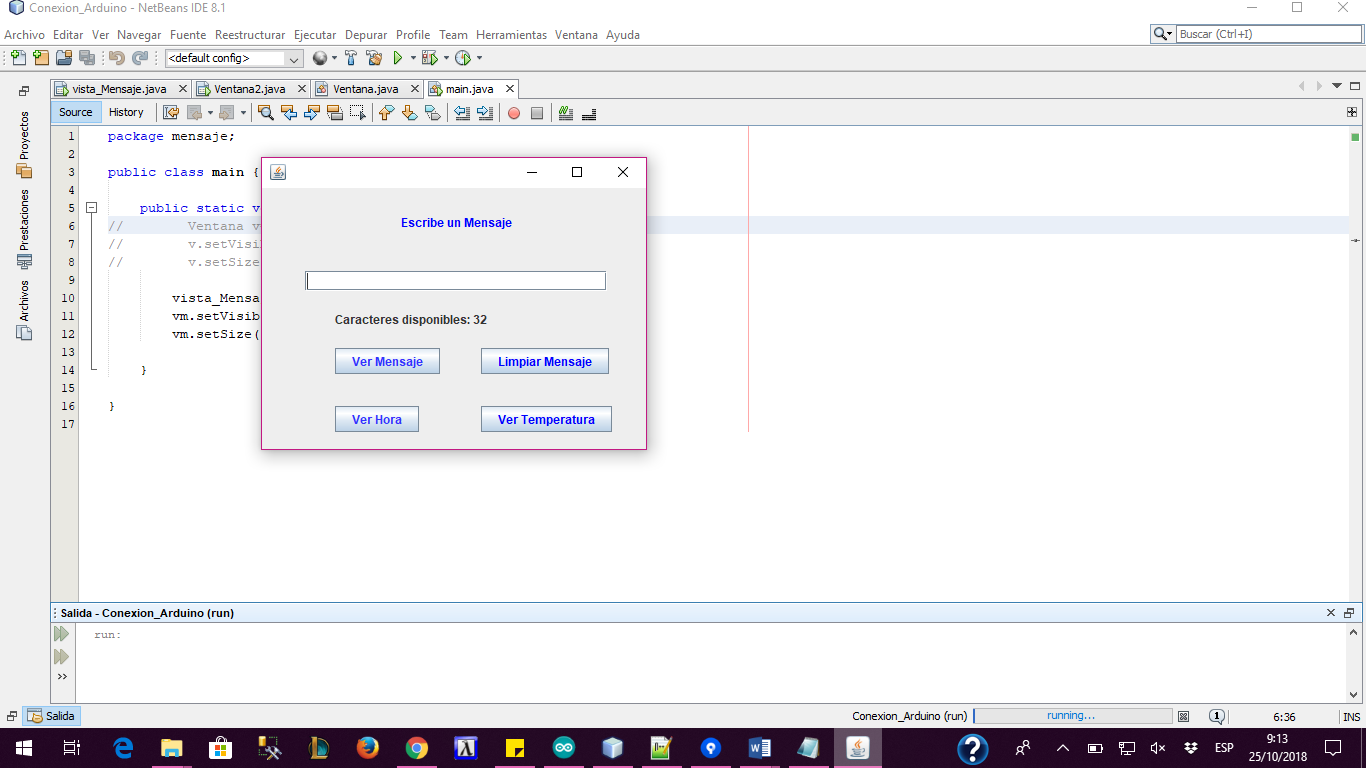 Conexion_Arduino - NetBeans IDE 8.1
Archivo Editar Ver Navegar Fuente Reestructurar Ejecutar Depurar Profile Team Herramientas Ventana Ayuda
Buscar (Ctrl+I)
<default config>
vista_Mensaje.java Ventana2.java Ventana.java main.java
Source History
Proyectos
Prestaciones
Archivos
1 package mensaje;
2
3 public class main {
4
5 public static v
6 // Ventana v
7 // v.setVisib
8 // v.setSize
9
10 vista_Mensa
11 vm.setVisib
12 vm.setSize(
13
14 }
15
16 }
17
Escribe un Mensaje
Caracteres disponibles: 32
Ver Mensaje Limpiar Mensaje
Ver Hora Ver Temperatura
Salida - Conexion_Arduino (run)
run:
Salida
Conexion_Arduino (run) running... 1 6:36 INS
ESP 9:13
25/10/2018